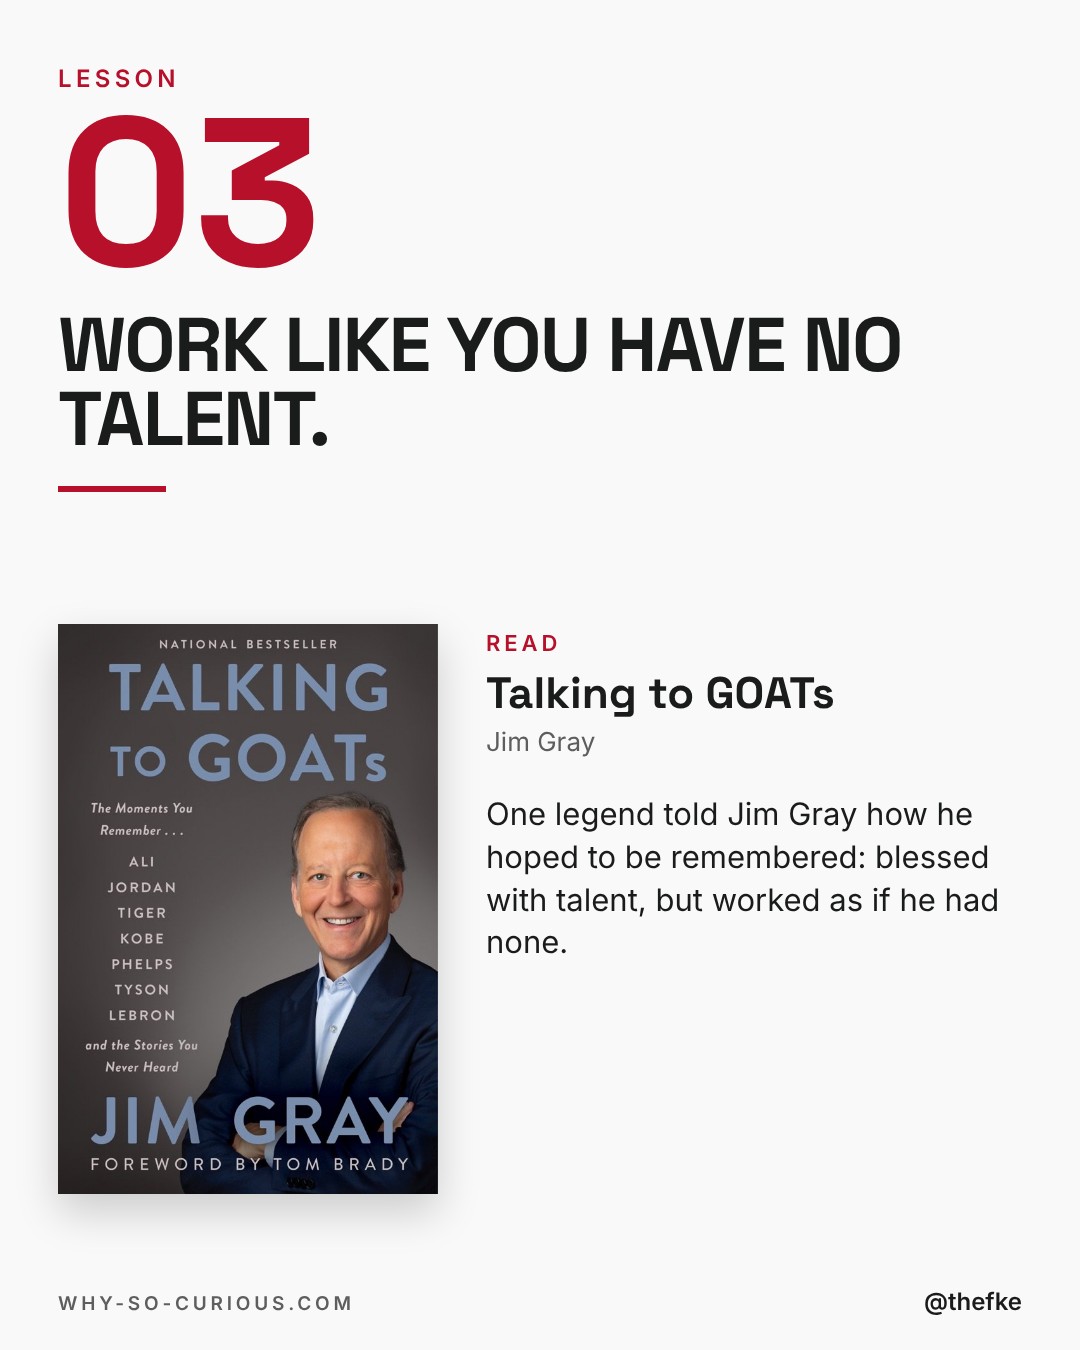 LESSON
03
WORK LIKE YOU HAVE NO
TALENT.
NATIONAL BESTSELLER
TALKING
TO GOATs
The Moments You
Remember . . .
ALI
JORDAN
TIGER
KOBE
PHELPS
TYSON
LEBRON
and the Stories You
Never Heard
JIM GRAY
FOREWORD BY TOM BRADY
READ
Talking to GOATs
Jim Gray
One legend told Jim Gray how he
hoped to be remembered: blessed
with talent, but worked as if he had
none.
WHY-SO-CURIOUS.COM
@thefke